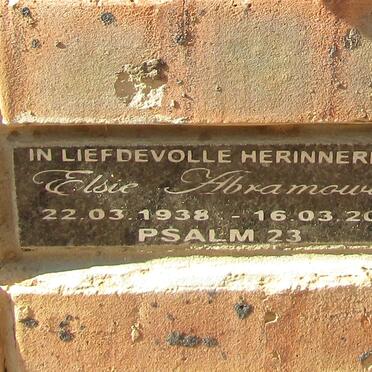 IN LIEFDEVOLLE HERINNERI
Elsie Abramow
22.03.1938 - 16.03.20
PSALM 23